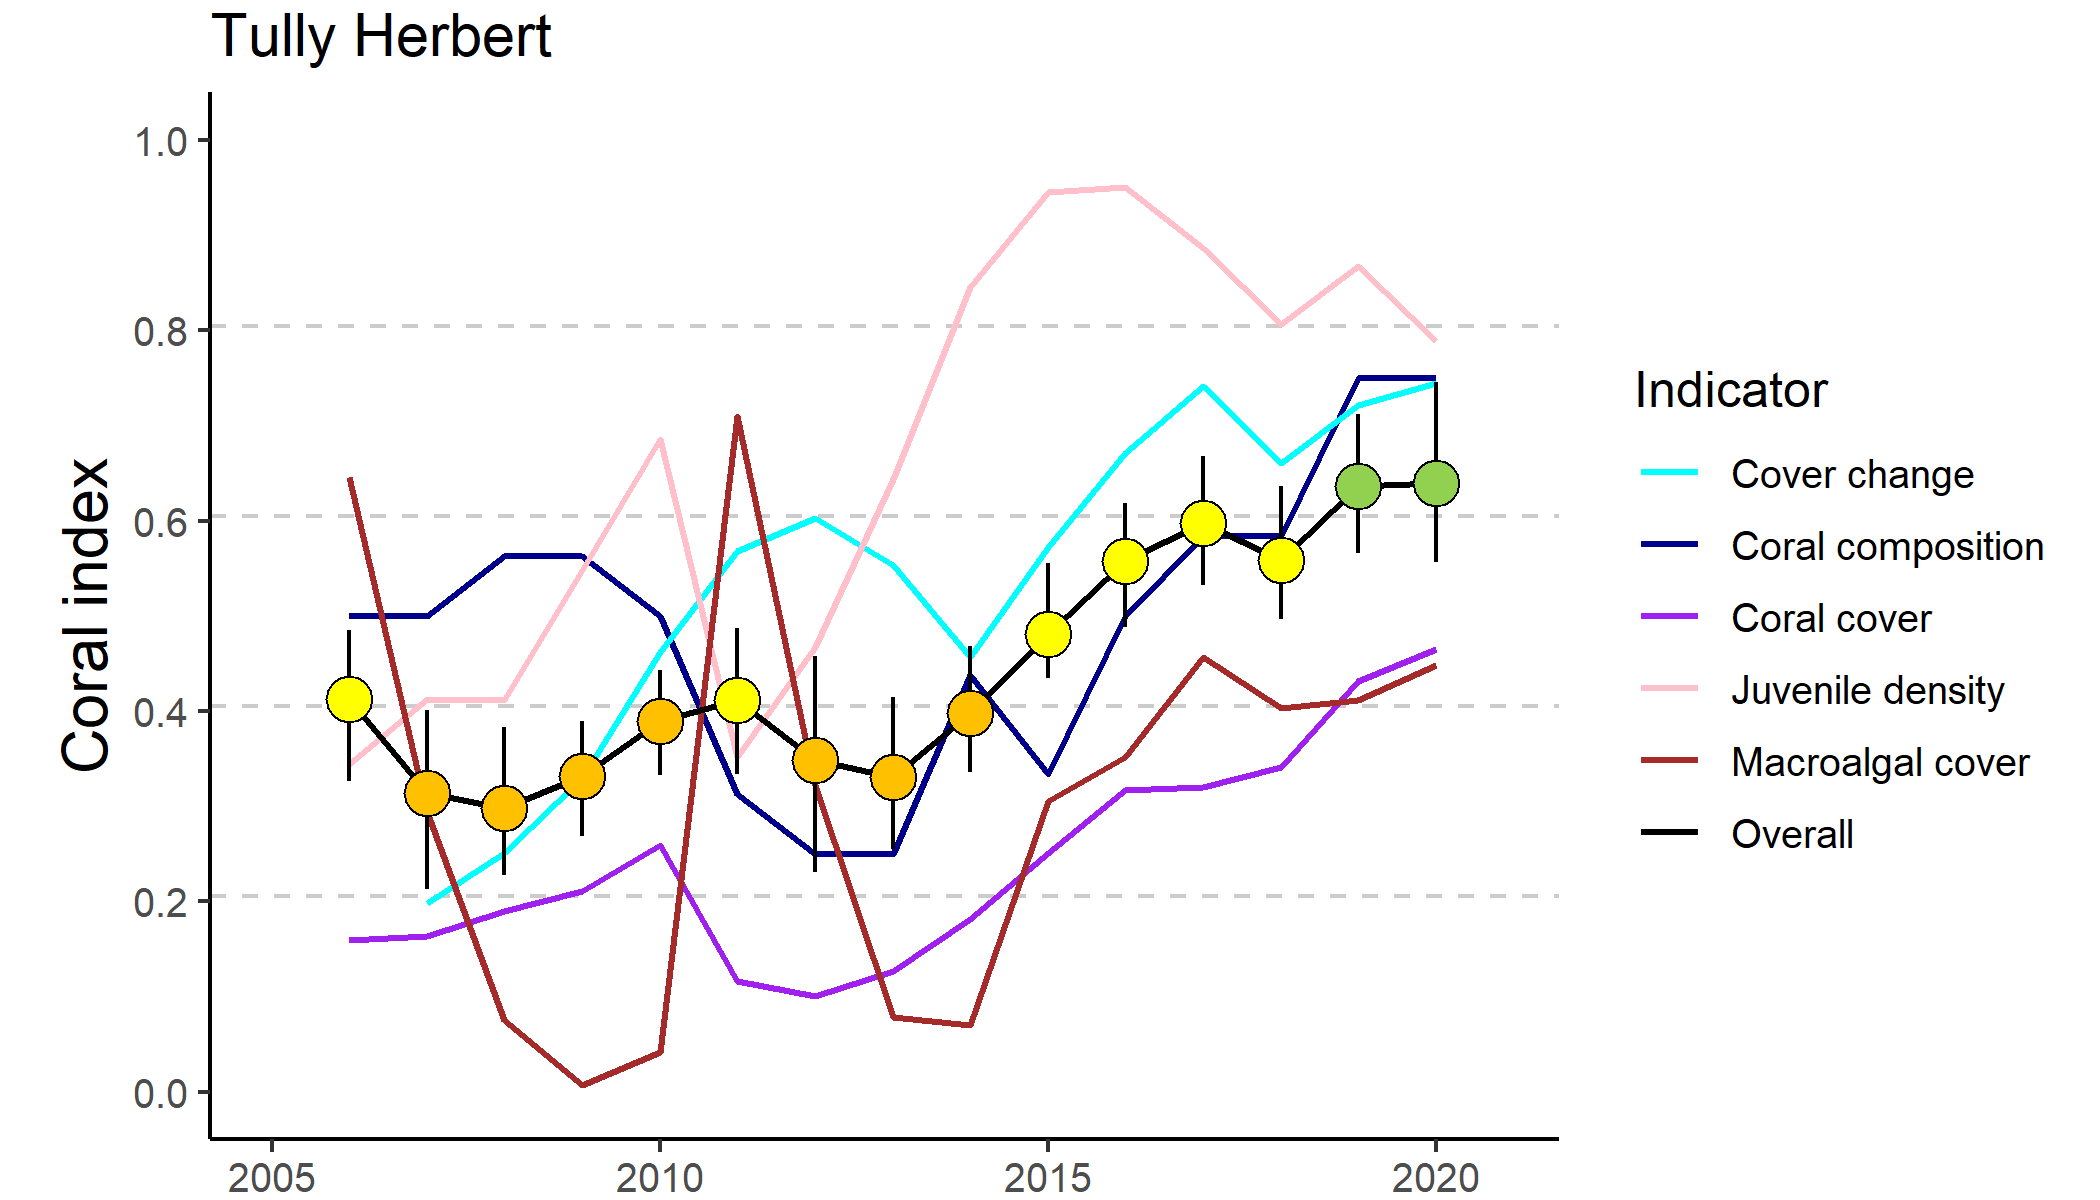 Tully Herbert
Coral index
1.0
0.8
0.6
0.4
0.2
0.0
2005
2010
2015
2020
Indicator
Cover change
Coral composition
Coral cover
Juvenile density
Macroalgal cover
Overall